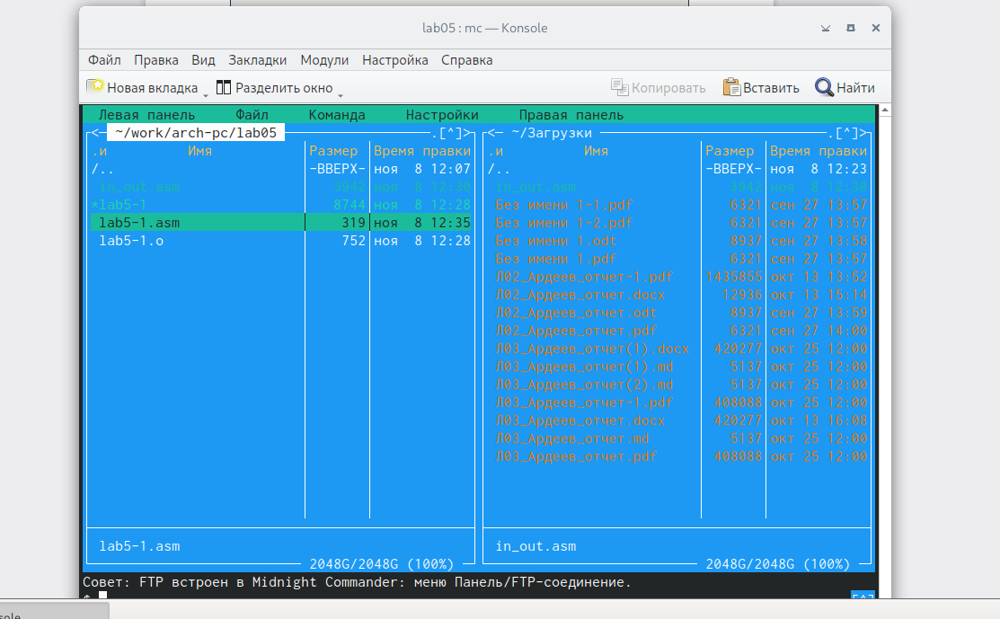 lab05 : mc — Konsole
Файл Правка Вид Закладки Модули Настройка Справка
Новая вкладка Разделить окно Копировать Вставить Найти
Левая панель Файл Команда Настройки Правая панель
<— ~/work/arch-pc/lab05 .[^]> <— ~/Загрузки .[^]>
.и Имя Размер Время правки .и Имя Размер Время правки
/.. -ВВЕРХ- ноя 8 12:07 /.. -ВВЕРХ- ноя 8 12:23
in_out.asm 3942 ноя 8 12:30 in_out.asm 3942 ноя 8 12:30
*lab5-1 8744 ноя 8 12:28 Без имени 1-1.pdf 6321 сен 27 13:57
lab5-1.asm 319 ноя 8 12:35 Без имени 1-2.pdf 6321 сен 27 13:57
lab5-1.o 752 ноя 8 12:28 Без имени 1.odt 8937 сен 27 13:58
Без имени 1.pdf 6321 сен 27 13:57
Л02_Ардеев_отчет-1.pdf 1435855 окт 13 13:52
Л02_Ардеев_отчет.docx 12936 окт 13 15:14
Л02_Ардеев_отчет.odt 8937 сен 27 13:59
Л02_Ардеев_отчет.pdf 6321 сен 27 14:00
Л03_Ардеев_отчет(1).docx 420277 окт 25 12:00
Л03_Ардеев_отчет(1).md 5137 окт 25 12:00
Л03_Ардеев_отчет(2).md 5137 окт 25 12:00
Л03_Ардеев_отчет-1.pdf 408088 окт 25 12:00
Л03_Ардеев_отчет.docx 420277 окт 13 16:08
Л03_Ардеев_отчет.md 5137 окт 25 12:00
Л03_Ардеев_отчет.pdf 408088 окт 25 12:00
lab5-1.asm in_out.asm
2048G/2048G (100%) 2048G/2048G (100%)
Совет: FTP встроен в Midnight Commander: меню Панель/FTP-соединение.